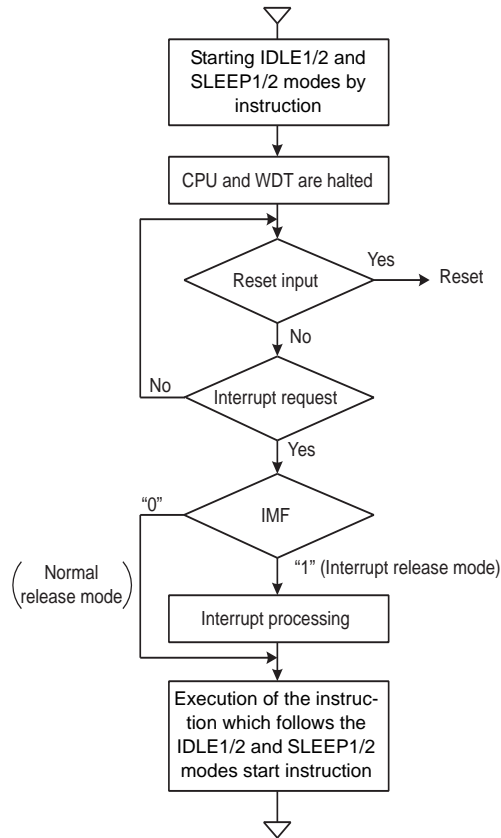 Starting IDLE1/2 and
SLEEP1/2 modes by
instruction
CPU and WDT are halted
Reset input
Yes
Reset
No
Interrupt request
No
Yes
IMF
“0”
Normal
release mode
“1” (Interrupt release mode)
Interrupt processing
Execution of the instruc-
tion which follows the
IDLE1/2 and SLEEP1/2
modes start instruction